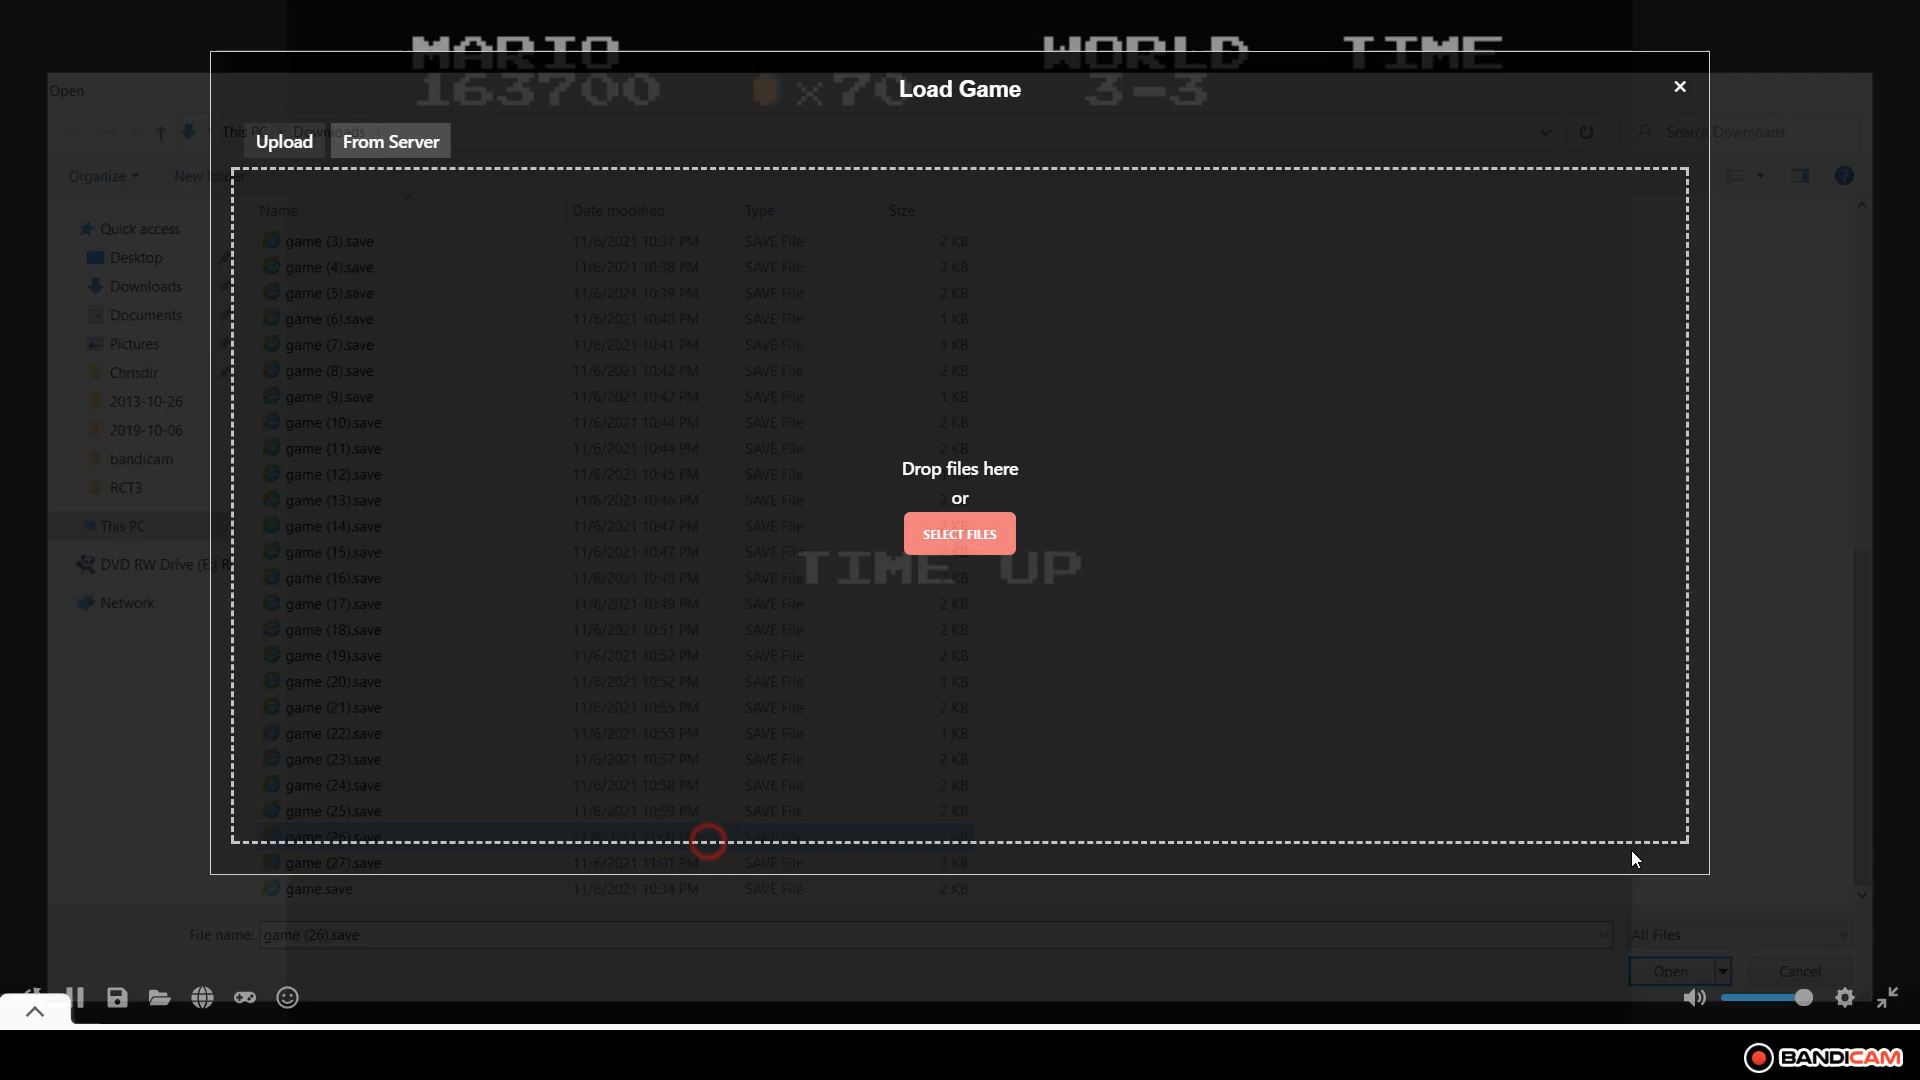 MARIO WORLD TIME
163700 x70 3-3
Load Game
Open
This PC Downloads
Search Downloads
Upload From Server
Organize New folder
Name Date modified Type Size
Quick access
Desktop
Downloads
Documents
Pictures
Chrisdir
2013-10-26
2019-10-06
bandicam
RCT3
This PC
DVD RW Drive (E:) R
Network
game (3).save 11/6/2021 10:37 PM SAVE File 2 KB
game (4).save 11/6/2021 10:38 PM SAVE File 2 KB
game (5).save 11/6/2021 10:39 PM SAVE File 2 KB
game (6).save 11/6/2021 10:40 PM SAVE File 1 KB
game (7).save 11/6/2021 10:41 PM SAVE File 1 KB
game (8).save 11/6/2021 10:42 PM SAVE File 2 KB
game (9).save 11/6/2021 10:42 PM SAVE File 1 KB
game (10).save 11/6/2021 10:44 PM SAVE File 2 KB
game (11).save 11/6/2021 10:44 PM SAVE File 2 KB
game (12).save 11/6/2021 10:45 PM SAVE File KB
game (13).save 11/6/2021 10:46 PM SAVE File
game (14).save 11/6/2021 10:47 PM SAVE File
game (15).save 11/6/2021 10:47 PM SAVE File
game (16).save 11/6/2021 10:49 PM SAVE File KB
game (17).save 11/6/2021 10:49 PM SAVE File 2 KB
game (18).save 11/6/2021 10:51 PM SAVE File 2 KB
game (19).save 11/6/2021 10:52 PM SAVE File 2 KB
game (20).save 11/6/2021 10:52 PM SAVE File 1 KB
game (21).save 11/6/2021 10:55 PM SAVE File 2 KB
game (22).save 11/6/2021 10:55 PM SAVE File 1 KB
game (23).save 11/6/2021 10:57 PM SAVE File 2 KB
game (24).save 11/6/2021 10:58 PM SAVE File 2 KB
game (25).save 11/6/2021 10:59 PM SAVE File 2 KB
game (26).save SAVE File
game (27).save 11/6/2021 11:01 PM SAVE File 2 KB
game.save 11/6/2021 10:34 PM SAVE File 2 KB
Drop files here
or
SELECT FILES
TIME UP
File name: game (26).save All Files
Open Cancel
BANDICAM